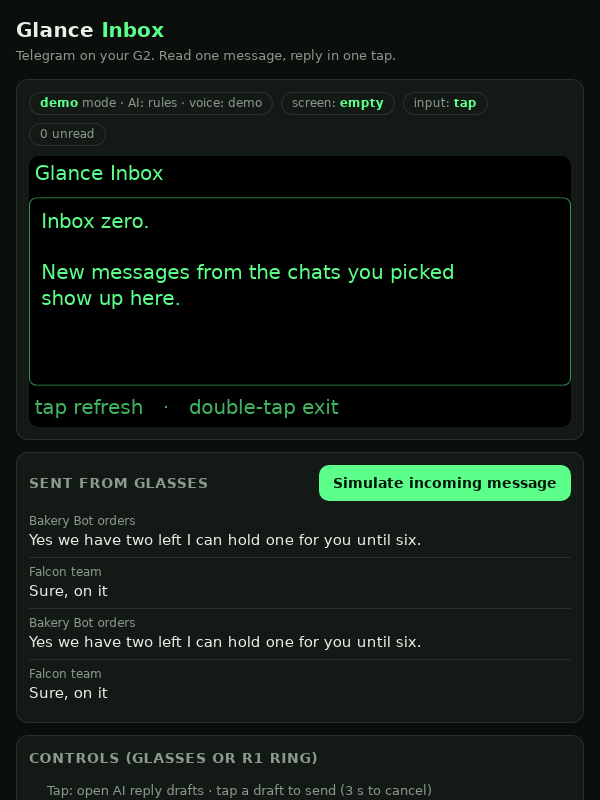 Glance Inbox
Telegram on your G2. Read one message, reply in one tap.
demo mode · AI: rules · voice: demo
screen: empty
input: tap
0 unread
Glance Inbox
Inbox zero.
New messages from the chats you picked
show up here.
tap refresh · double-tap exit
SENT FROM GLASSES
Simulate incoming message
Bakery Bot orders
Yes we have two left I can hold one for you until six.
Falcon team
Sure, on it
Bakery Bot orders
Yes we have two left I can hold one for you until six.
Falcon team
Sure, on it
CONTROLS (GLASSES OR R1 RING)
Tap: open AI reply drafts · tap a draft to send (3 s to cancel)